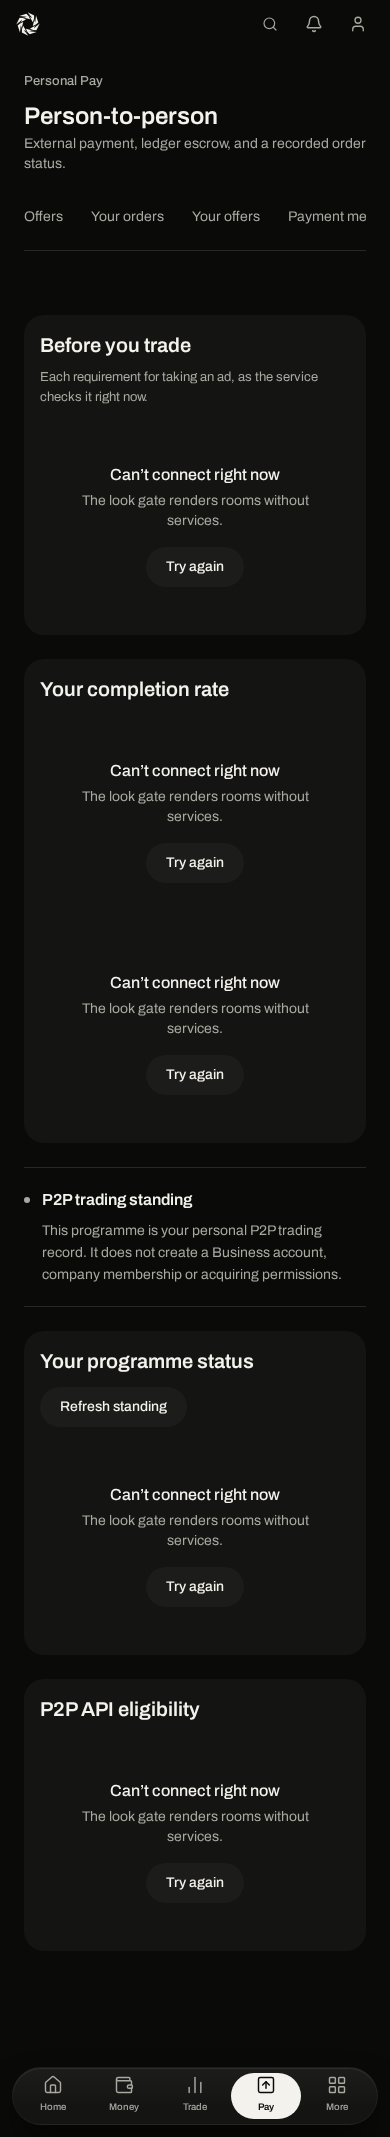 Personal Pay
Person-to-person
External payment, ledger escrow, and a recorded order
status.
Offers Your orders Your offers Payment me
Before you trade
Each requirement for taking an ad, as the service
checks it right now.
Can’t connect right now
The look gate renders rooms without
services.
Try again
Your completion rate
Can’t connect right now
The look gate renders rooms without
services.
Try again
Can’t connect right now
The look gate renders rooms without
services.
Try again
P2P trading standing
This programme is your personal P2P trading
record. It does not create a Business account,
company membership or acquiring permissions.
Your programme status
Refresh standing
Can’t connect right now
The look gate renders rooms without
services.
Try again
P2P API eligibility
Can’t connect right now
The look gate renders rooms without
services.
Try again
Home Money Trade Pay More